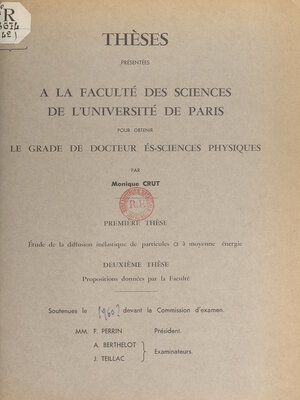 R
THÈSES
PRÉSENTÉES
A LA FACULTÉ DES SCIENCES
DE L'UNIVERSITÉ DE PARIS
POUR OBTENIR
LE GRADE DE DOCTEUR ÉS-SCIENCES PHYSIQUES
PAR
Monique CRUT
R.F.
PREMIÈRE THÈSE
Étude de la diffusion inélastique de particules α à moyenne énergie
DEUXIÈME THÈSE
Propositions données par la Faculté
Soutenues le [1960? devant la Commission d'examen.
MM. F. PERRIN Président.
A. BERTHELOT
J. TEILLAC } Examinateurs.